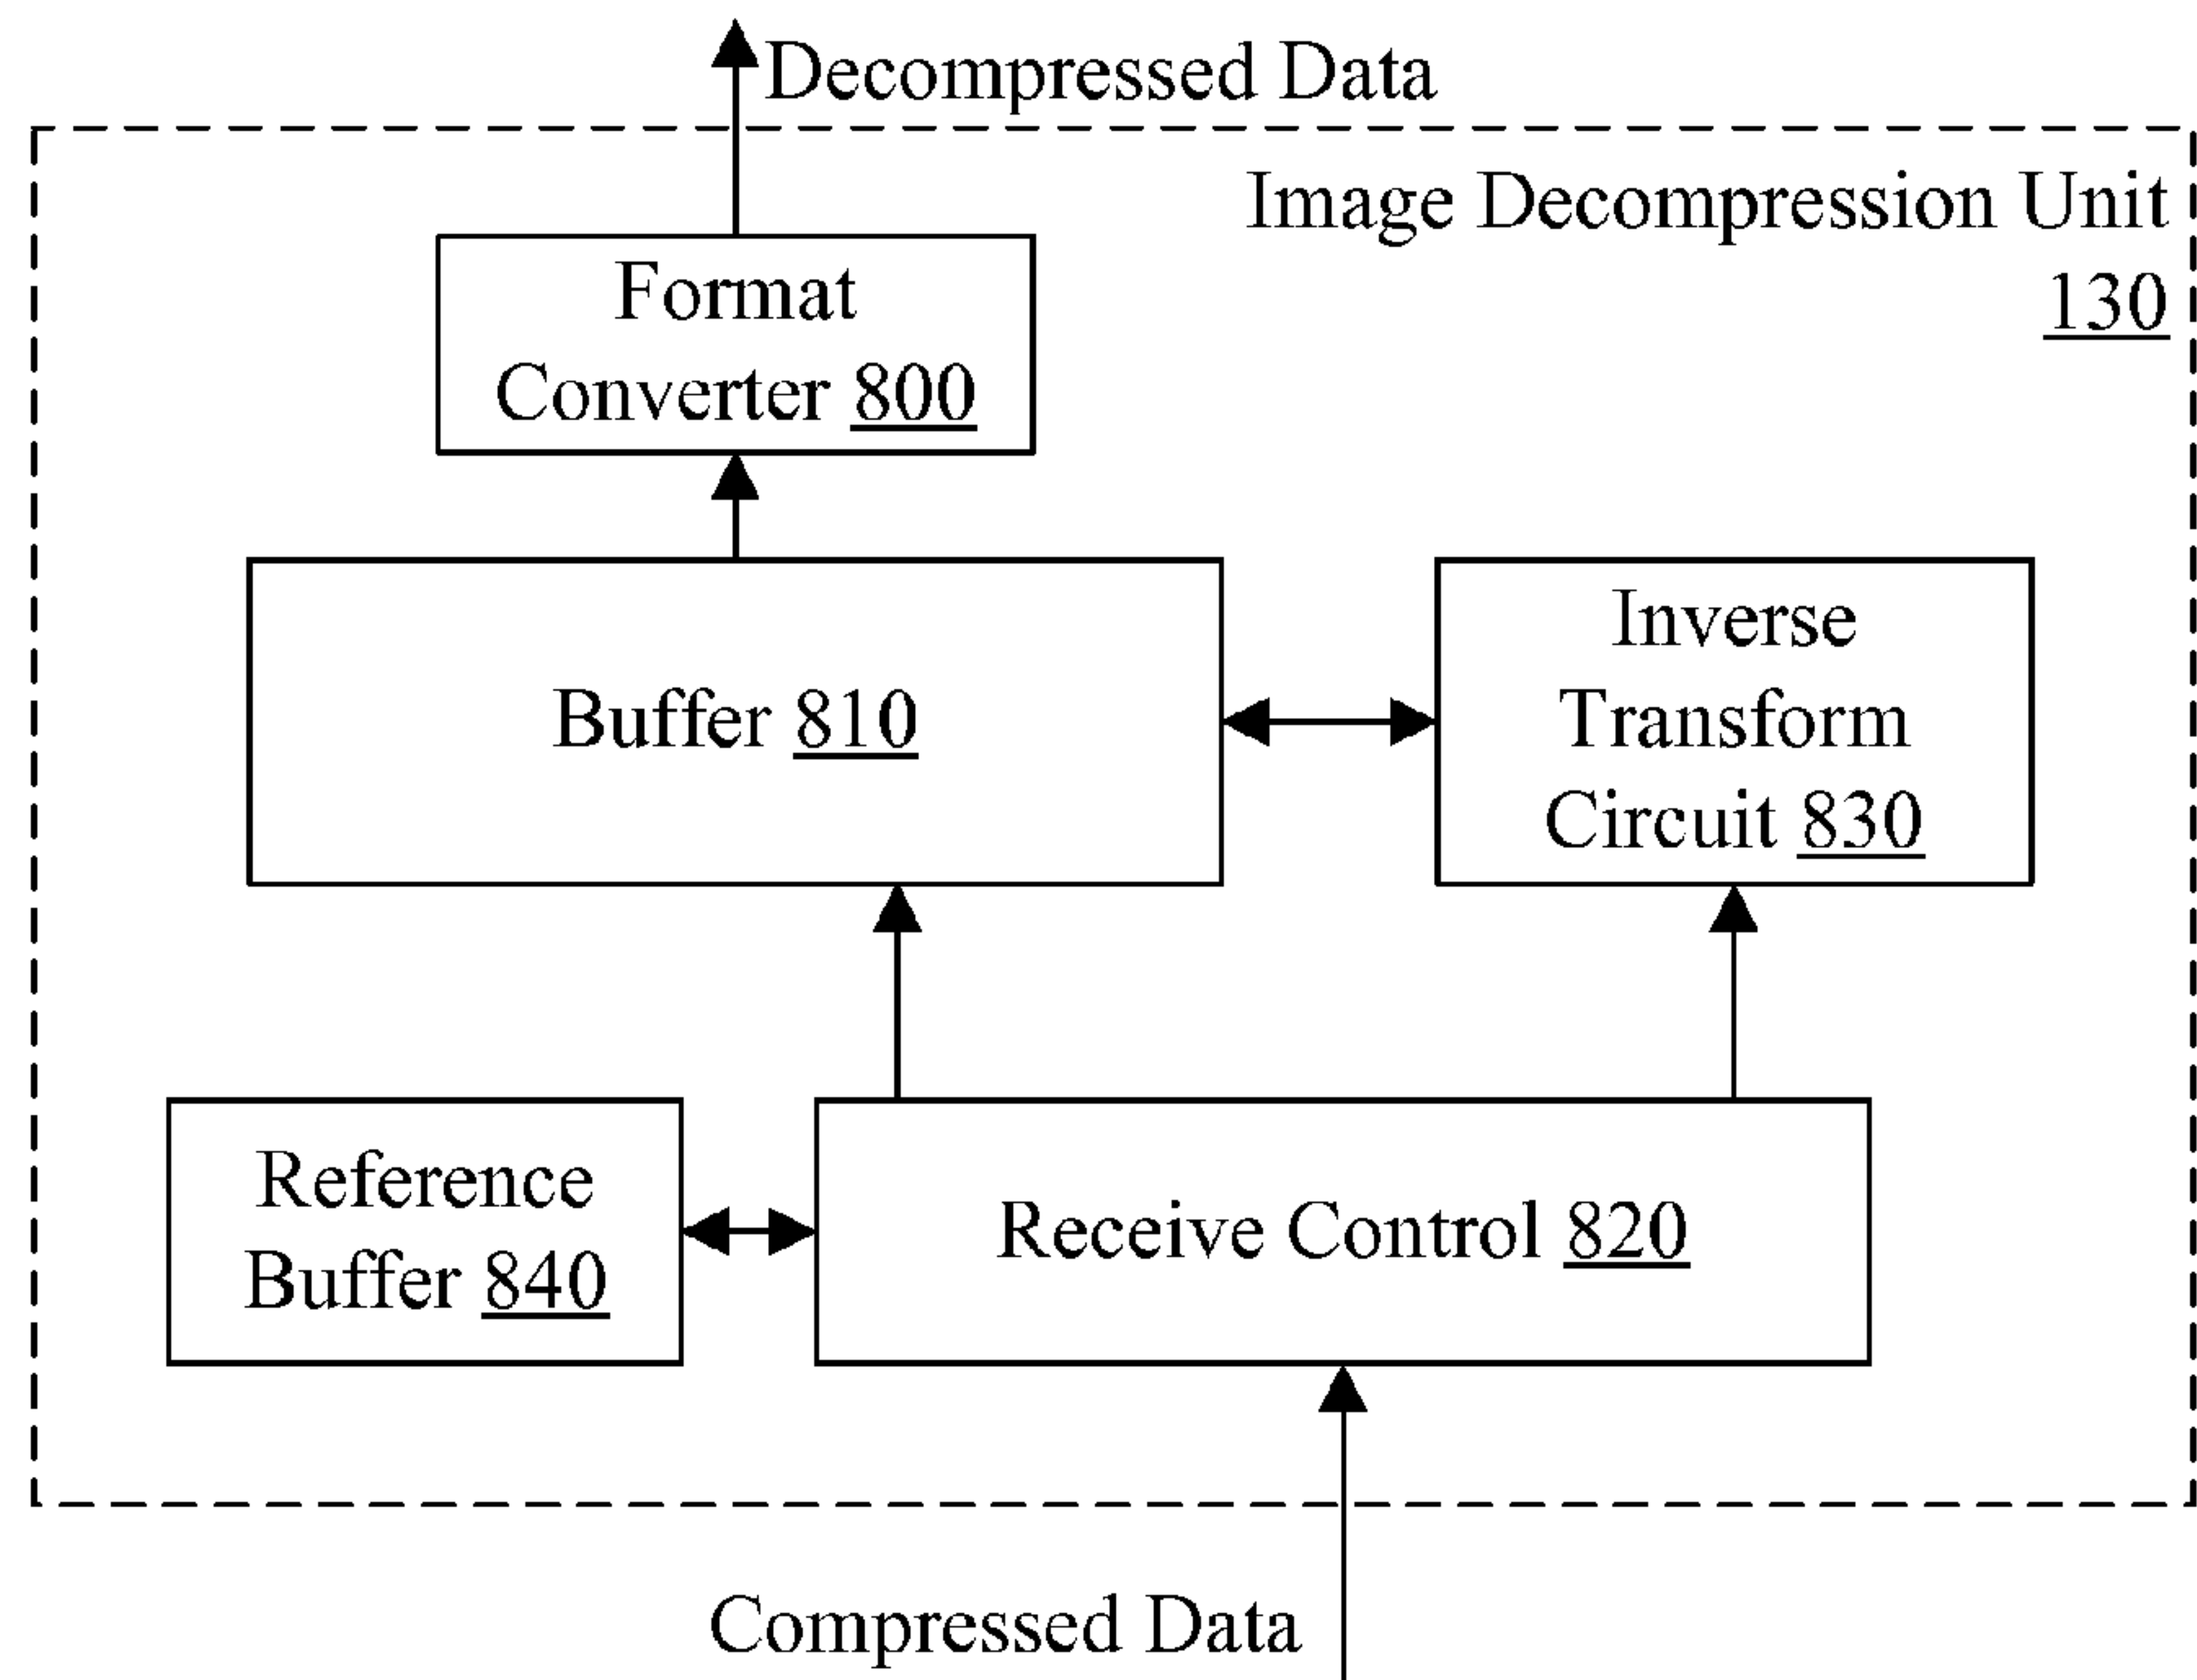 Decompressed Data
Image Decompression Unit
130
Format
Converter 800
Buffer 810
Inverse
Transform
Circuit 830
Reference
Buffer 840
Receive Control 820
Compressed Data